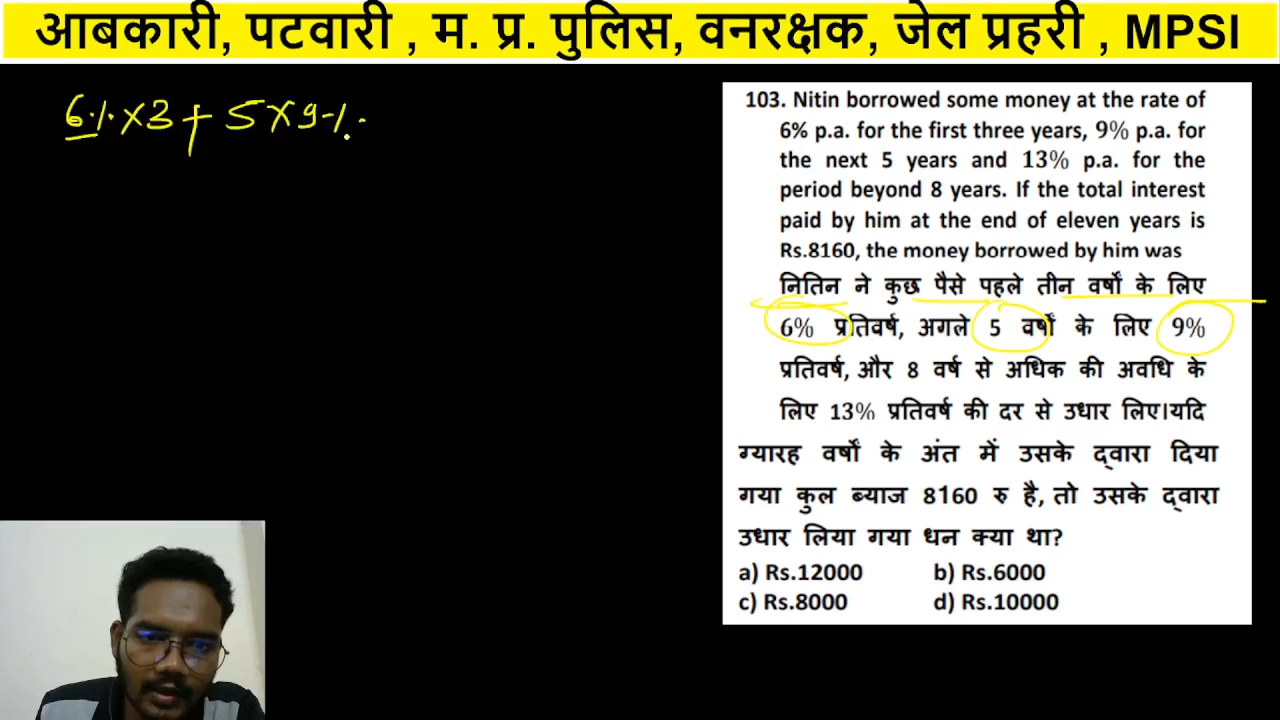 आबकारी, पटवारी , म. प्र. पुलिस, वनरक्षक, जेल प्रहरी , MPSI
6% × 3 + 5 × 9%
103. Nitin borrowed some money at the rate of
6% p.a. for the first three years, 9% p.a. for
the next 5 years and 13% p.a. for the
period beyond 8 years. If the total interest
paid by him at the end of eleven years is
Rs.8160, the money borrowed by him was
नितिन ने कुछ पैसे पहले तीन वर्षों के लिए
6% प्रतिवर्ष, अगले 5 वर्षों के लिए 9%
प्रतिवर्ष, और 8 वर्ष से अधिक की अवधि के
लिए 13% प्रतिवर्ष की दर से उधार लिए।यदि
ग्यारह वर्षों के अंत में उसके द्वारा दिया
गया कुल ब्याज 8160 रु है, तो उसके द्वारा
उधार लिया गया धन क्या था?
a) Rs.12000 b) Rs.6000
c) Rs.8000 d) Rs.10000